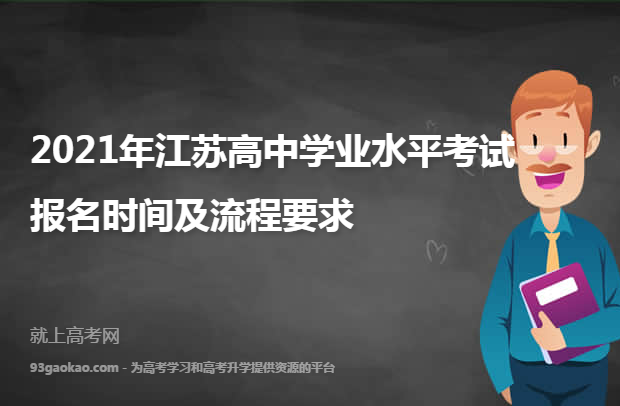 2021年江苏高中学业水平考试
报名时间及流程要求
就上高考网
93gaokao.com - 为高考学习和高考升学提供资源的平台